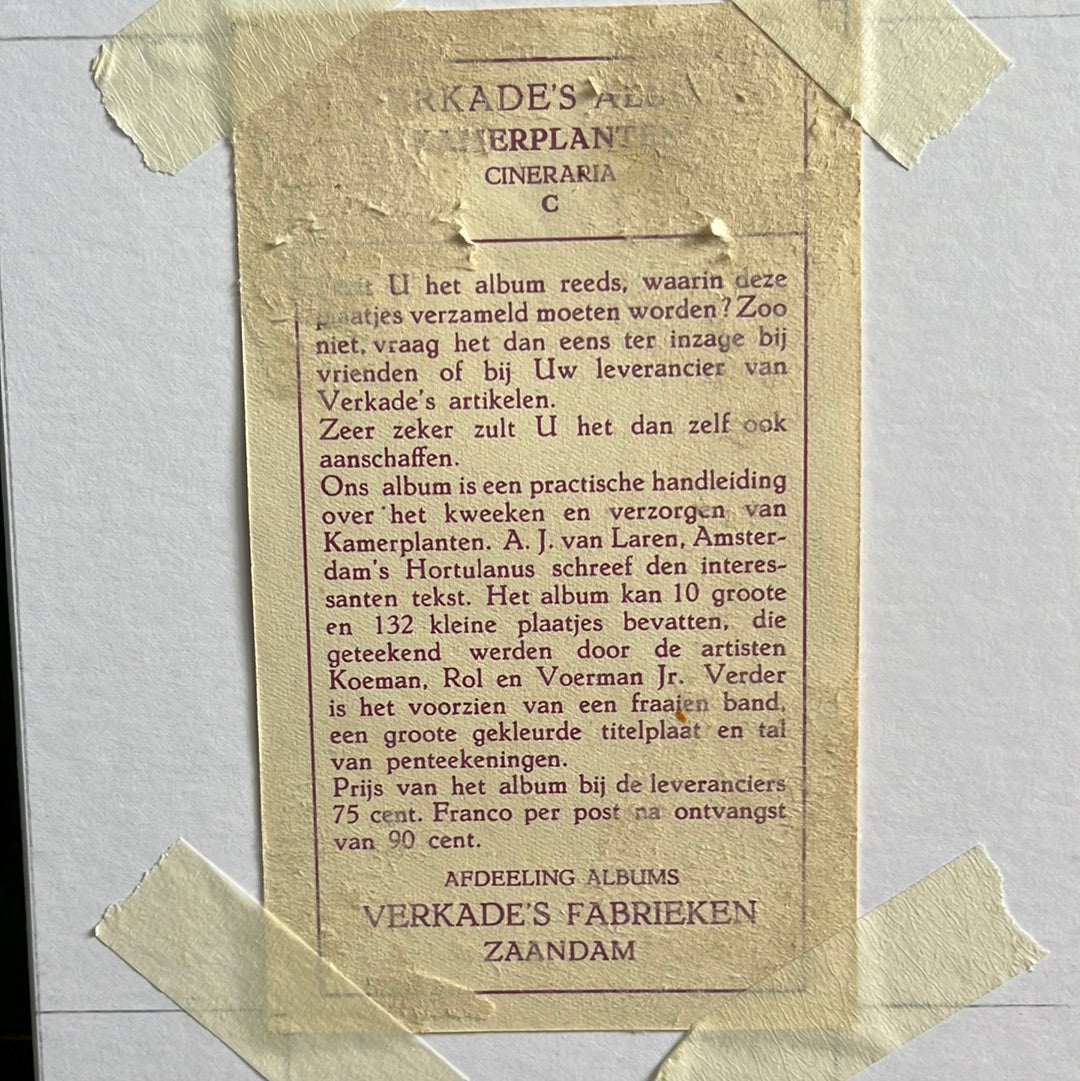 VERKADE'S ALBUM
KAMERPLANTEN
CINERARIA
C
U het album reeds, waarin deze
plaatjes verzameld moeten worden? Zoo
niet, vraag het dan eens ter inzage bij
vrienden of bij Uw leverancier van
Verkade's artikelen.
Zeer zeker zult U het dan zelf ook
aanschaffen.
Ons album is een practische handleiding
over het kweeken en verzorgen van
Kamerplanten. A. J. van Laren, Amster-
dam's Hortulanus schreef den interes-
santen tekst. Het album kan 10 groote
en 132 kleine plaatjes bevatten, die
geteekend werden door de artisten
Koeman, Rol en Voerman Jr. Verder
is het voorzien van een fraaien band,
een groote gekleurde titelplaat en tal
van penteekeningen.
Prijs van het album bij de leveranciers
75 cent. Franco per post na ontvangst
van 90 cent.
AFDEELING ALBUMS
VERKADE'S FABRIEKEN
ZAANDAM